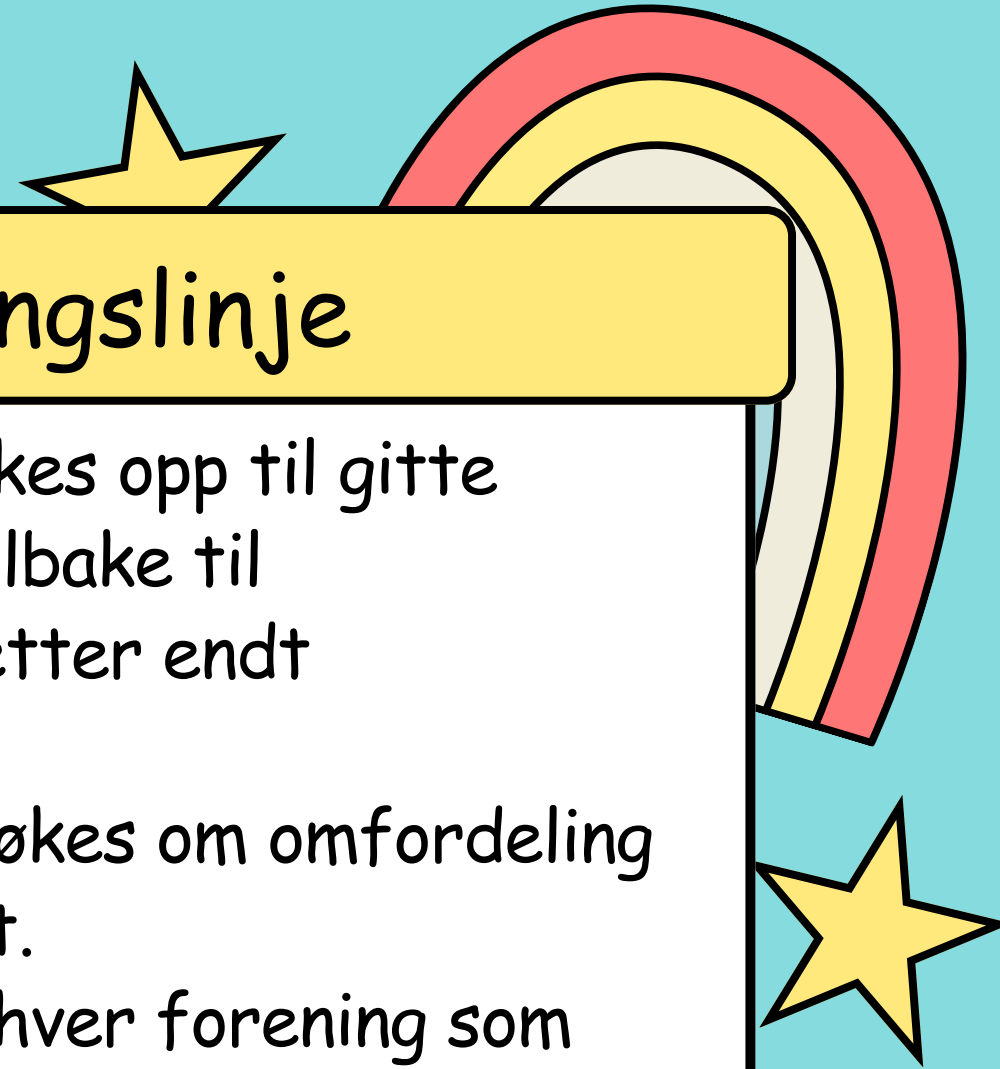 ngslinje
kes opp til gitte
lbake til
etter endt
økes om omfordeling
t.
hver forening som